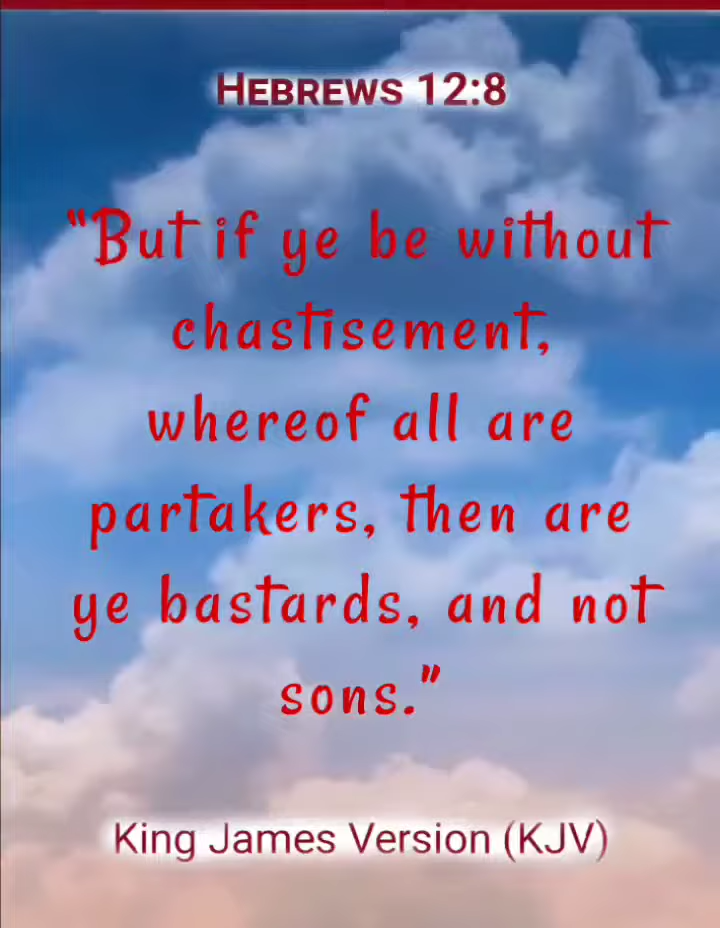 HEBREWS 12:8
"But if ye be without
chastisement,
whereof all are
partakers, then are
ye bastards, and not
sons."
King James Version (KJV)